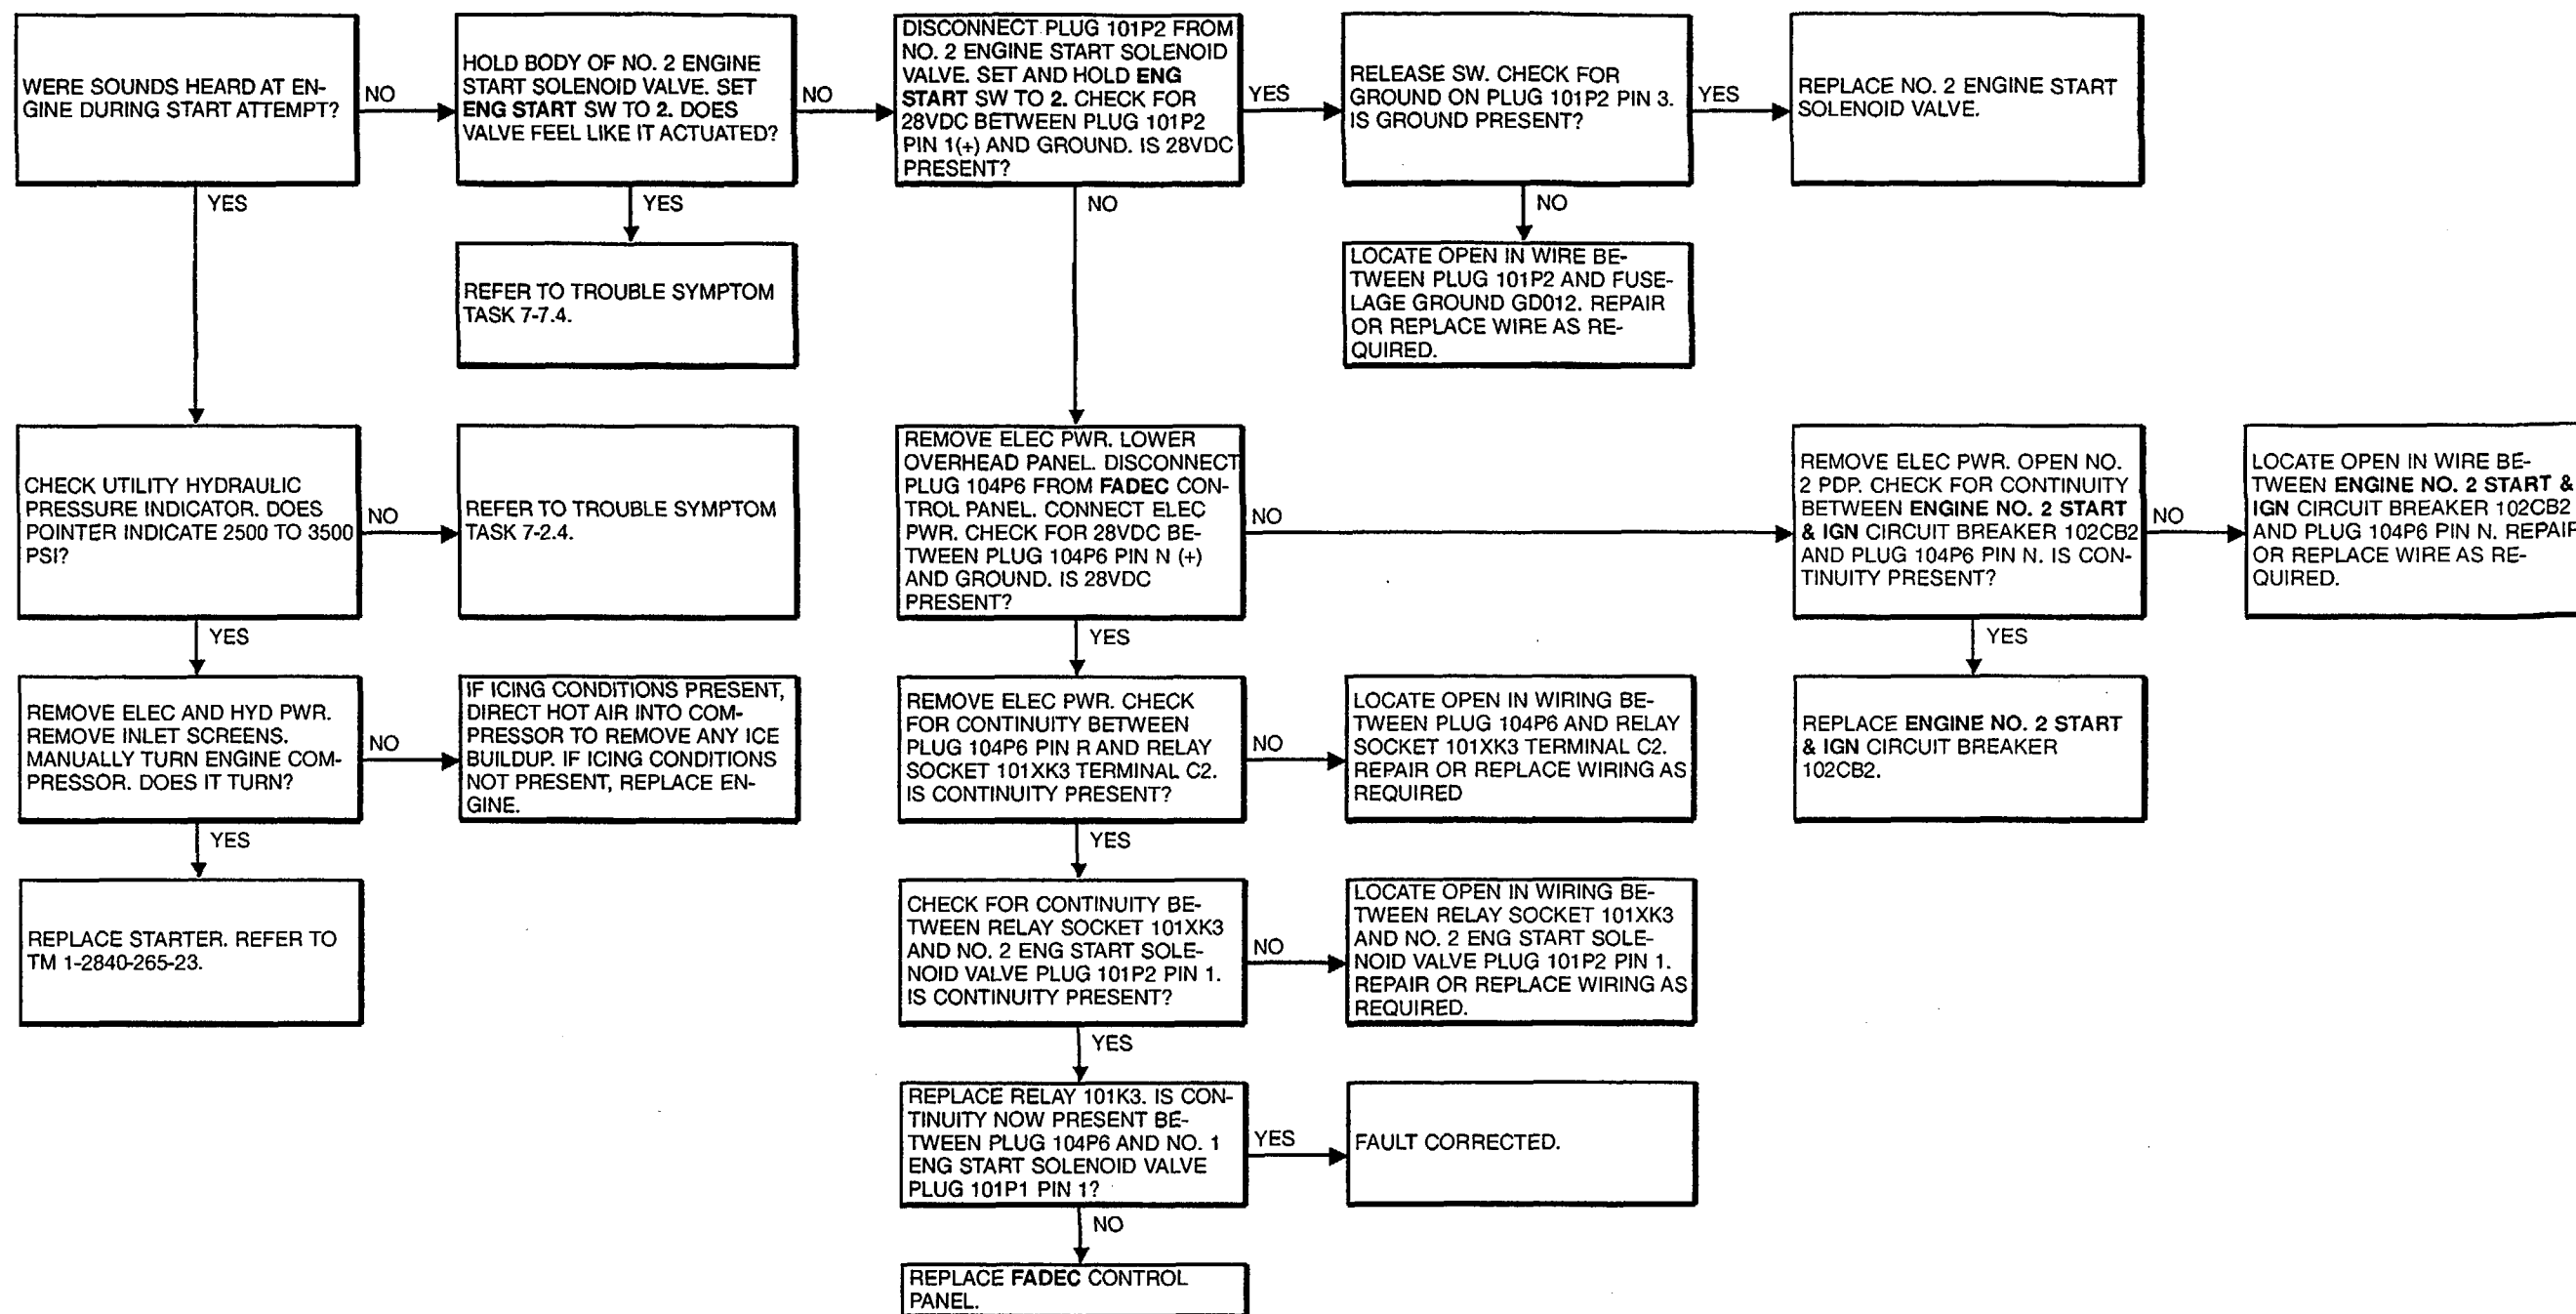 WERE SOUNDS HEARD AT EN-
GINE DURING START ATTEMPT?
NO
YES
HOLD BODY OF NO. 2 ENGINE
START SOLENOID VALVE. SET
ENG START SW TO 2. DOES
VALVE FEEL LIKE IT ACTUATED?
NO
YES
DISCONNECT PLUG 101P2 FROM
NO. 2 ENGINE START SOLENOID
VALVE. SET AND HOLD ENG
START SW TO 2. CHECK FOR
28VDC BETWEEN PLUG 101P2
PIN 1(+) AND GROUND. IS 28VDC
PRESENT?
YES
NO
RELEASE SW. CHECK FOR
GROUND ON PLUG 101P2 PIN 3.
IS GROUND PRESENT?
YES
NO
REPLACE NO. 2 ENGINE START
SOLENOID VALVE.
REFER TO TROUBLE SYMPTOM
TASK 7-7.4.
LOCATE OPEN IN WIRE BE-
TWEEN PLUG 101P2 AND FUSE-
LAGE GROUND GD012. REPAIR
OR REPLACE WIRE AS RE-
QUIRED.
CHECK UTILITY HYDRAULIC
PRESSURE INDICATOR. DOES
POINTER INDICATE 2500 TO 3500
PSI?
NO
YES
REFER TO TROUBLE SYMPTOM
TASK 7-2.4.
REMOVE ELEC PWR. LOWER
OVERHEAD PANEL. DISCONNECT
PLUG 104P6 FROM FADEC CON-
TROL PANEL. CONNECT ELEC
PWR. CHECK FOR 28VDC BE-
TWEEN PLUG 104P6 PIN N (+)
AND GROUND. IS 28VDC
PRESENT?
NO
YES
REMOVE ELEC PWR. OPEN NO.
2 PDP. CHECK FOR CONTINUITY
BETWEEN ENGINE NO. 2 START
& IGN CIRCUIT BREAKER 102CB2
AND PLUG 104P6 PIN N. IS CON-
TINUITY PRESENT?
NO
YES
LOCATE OPEN IN WIRE BE-
TWEEN ENGINE NO. 2 START &
IGN CIRCUIT BREAKER 102CB2
AND PLUG 104P6 PIN N. REPAIR
OR REPLACE WIRE AS RE-
QUIRED.
REMOVE ELEC AND HYD PWR.
REMOVE INLET SCREENS.
MANUALLY TURN ENGINE COM-
PRESSOR. DOES IT TURN?
NO
YES
IF ICING CONDITIONS PRESENT,
DIRECT HOT AIR INTO COM-
PRESSOR TO REMOVE ANY ICE
BUILDUP. IF ICING CONDITIONS
NOT PRESENT, REPLACE EN-
GINE.
REMOVE ELEC PWR. CHECK
FOR CONTINUITY BETWEEN
PLUG 104P6 PIN R AND RELAY
SOCKET 101XK3 TERMINAL C2.
IS CONTINUITY PRESENT?
NO
YES
LOCATE OPEN IN WIRING BE-
TWEEN PLUG 104P6 AND RELAY
SOCKET 101XK3 TERMINAL C2.
REPAIR OR REPLACE WIRING AS
REQUIRED
REPLACE ENGINE NO. 2 START
& IGN CIRCUIT BREAKER
102CB2.
REPLACE STARTER. REFER TO
TM 1-2840-265-23.
CHECK FOR CONTINUITY BE-
TWEEN RELAY SOCKET 101XK3
AND NO. 2 ENG START SOLE-
NOID VALVE PLUG 101P2 PIN 1.
IS CONTINUITY PRESENT?
NO
YES
LOCATE OPEN IN WIRING BE-
TWEEN RELAY SOCKET 101XK3
AND NO. 2 ENG START SOLE-
NOID VALVE PLUG 101P2 PIN 1.
REPAIR OR REPLACE WIRING AS
REQUIRED.
REPLACE RELAY 101K3. IS CON-
TINUITY NOW PRESENT BE-
TWEEN PLUG 104P6 AND NO. 1
ENG START SOLENOID VALVE
PLUG 101P1 PIN 1?
YES
NO
FAULT CORRECTED.
REPLACE FADEC CONTROL
PANEL.